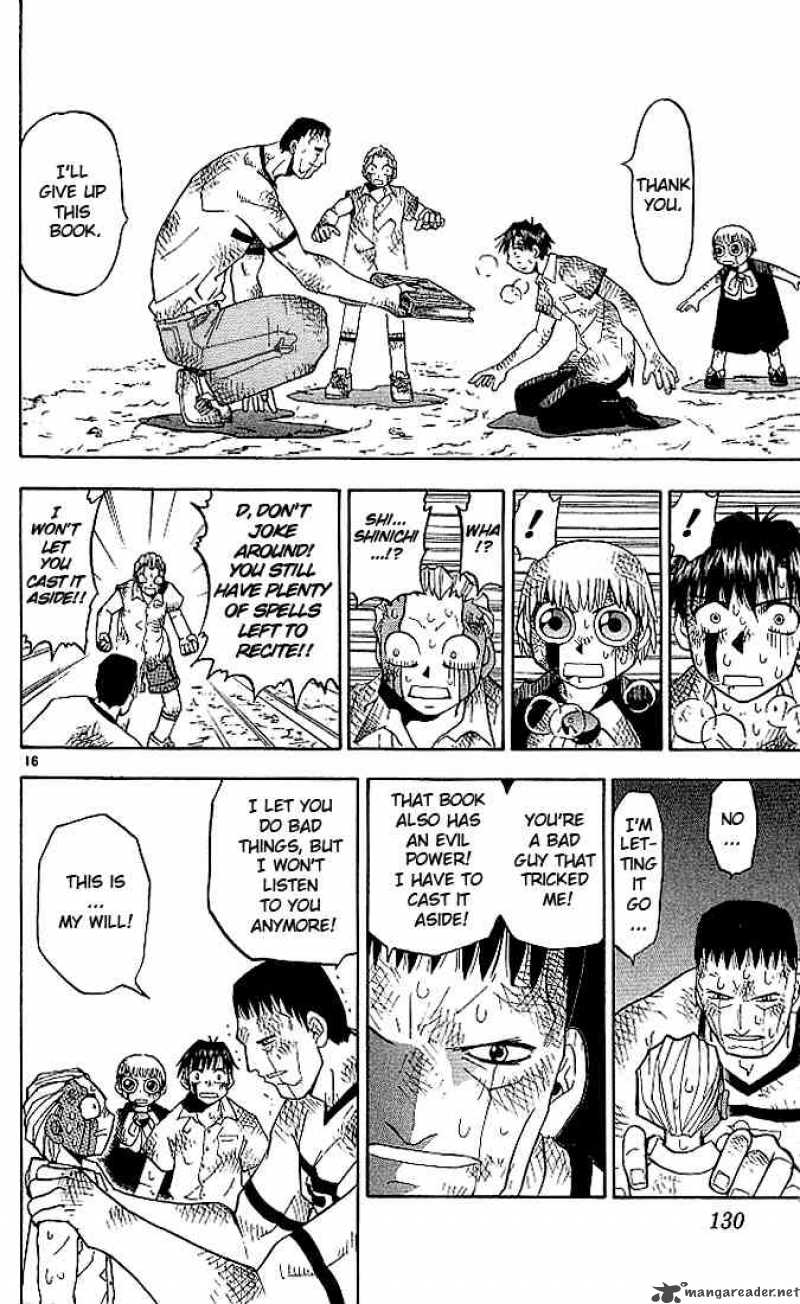 THANK
YOU.
I'LL
GIVE UP
THIS
BOOK.
!
!
WHA
!?
SHI...
SHINICHI
...!?
D, DON'T
JOKE
AROUND!
YOU STILL
HAVE PLENTY
OF SPELLS
LEFT TO
RECITE!!
I
WON'T
LET
YOU
CAST IT
ASIDE!!
16
NO
...
I'M
LET-
TING
IT
GO
...
YOU'RE
A BAD
GUY THAT
TRICKED
ME!
THAT BOOK
ALSO HAS
AN EVIL
POWER!
I HAVE TO
CAST IT
ASIDE!
I LET YOU
DO BAD
THINGS, BUT
I WON'T
LISTEN
TO YOU
ANYMORE!
THIS IS
...
MY WILL!
130
mangareader.net